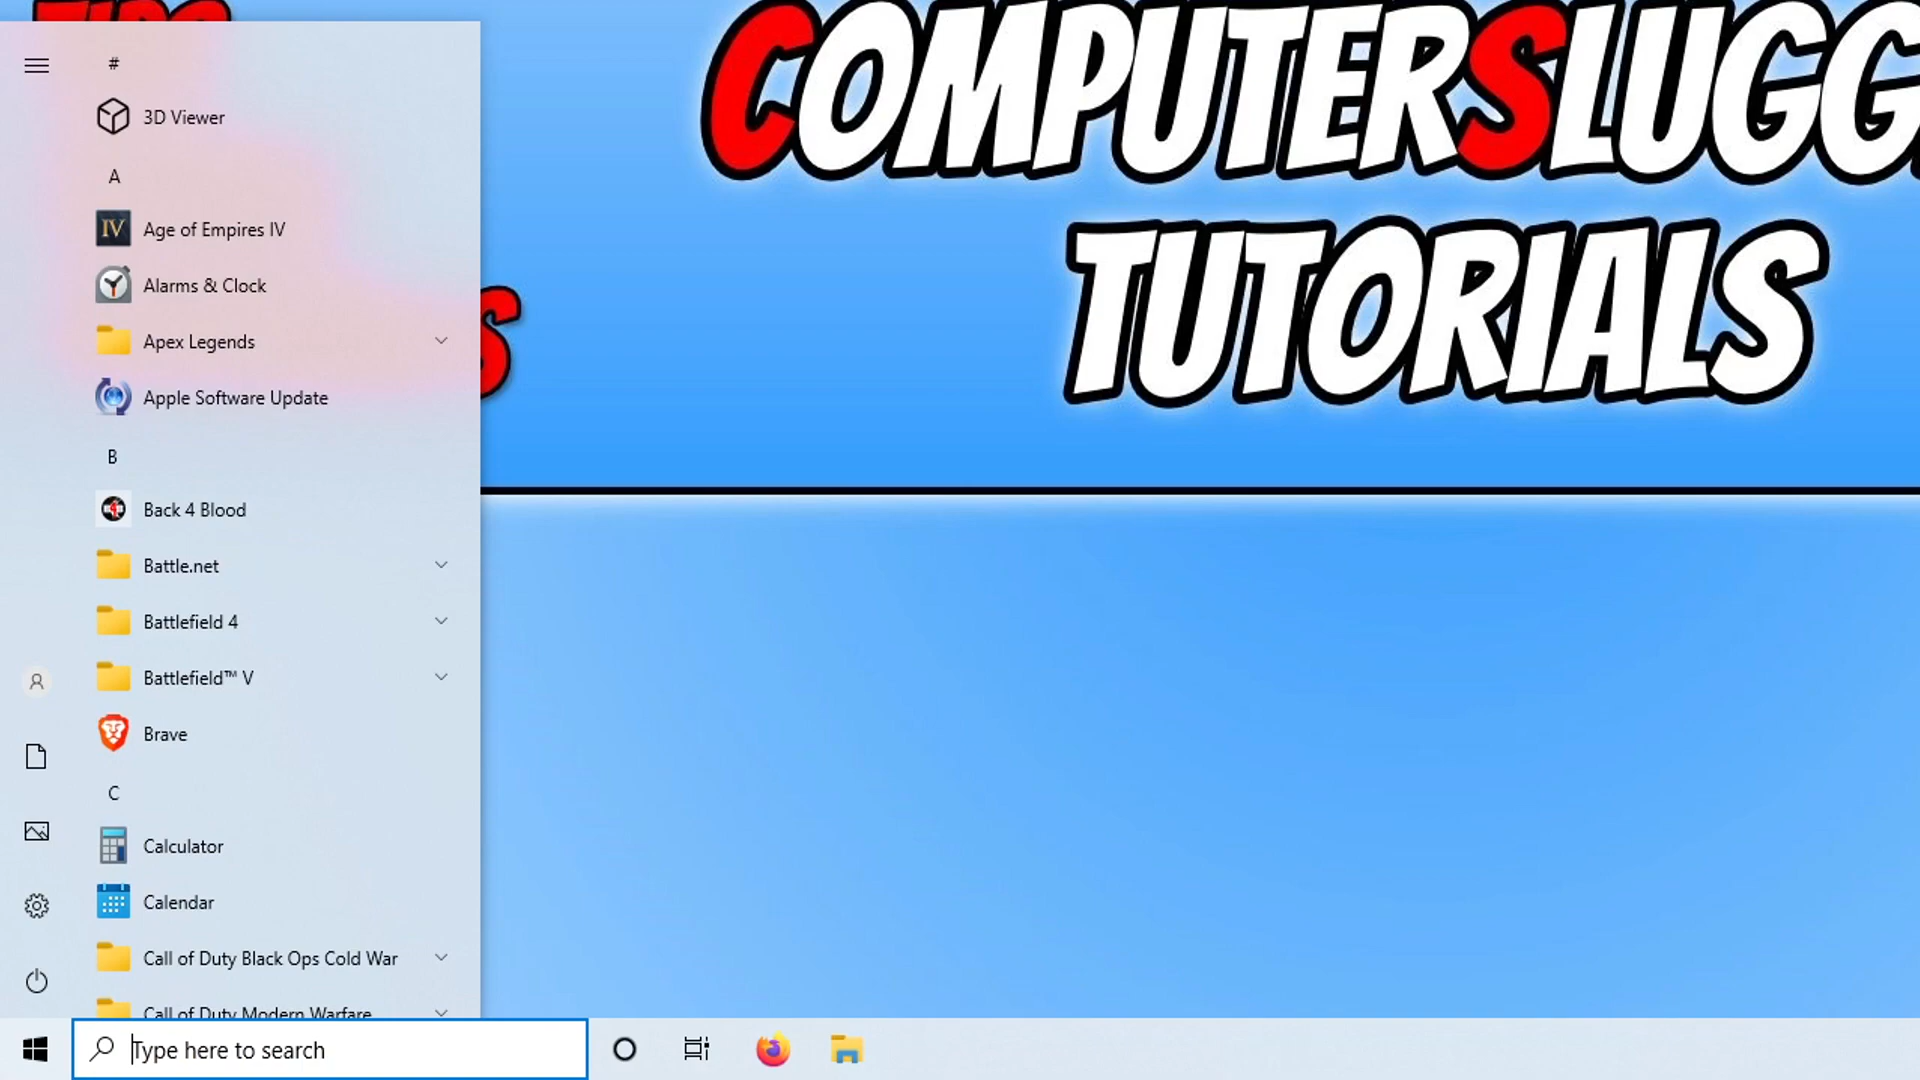 TIPS
COMPUTERSLUGG
TUTORIALS
S
#
3D Viewer
A
IV
Age of Empires IV
Alarms & Clock
Apex Legends
Apple Software Update
B
Back 4 Blood
Battle.net
Battlefield 4
Battlefield™ V
Brave
C
Calculator
Calendar
Call of Duty Black Ops Cold War
Call of Duty Modern Warfare
Type here to search